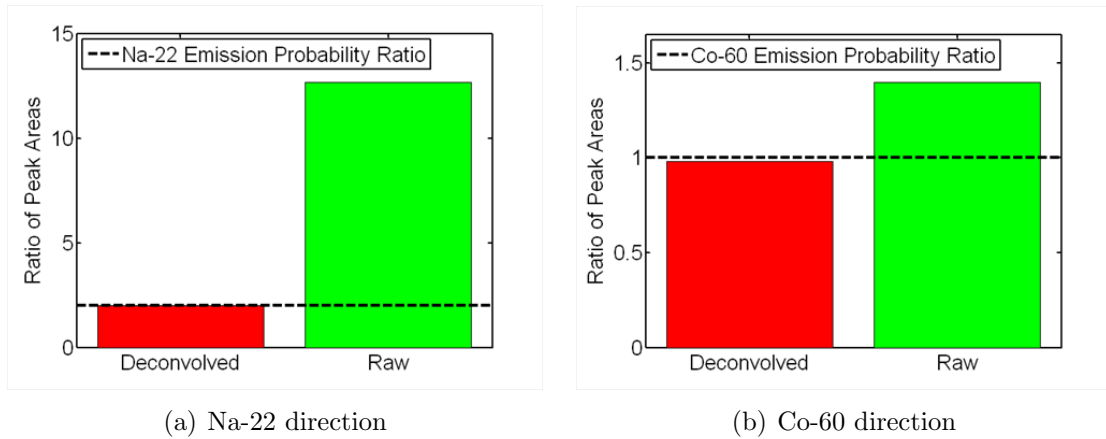 15
10
5
0
Ratio of Peak Areas
Na-22 Emission Probability Ratio
Deconvolved Raw
(a) Na-22 direction
1.5
1
0.5
0
Ratio of Peak Areas
Co-60 Emission Probability Ratio
Deconvolved Raw
(b) Co-60 direction